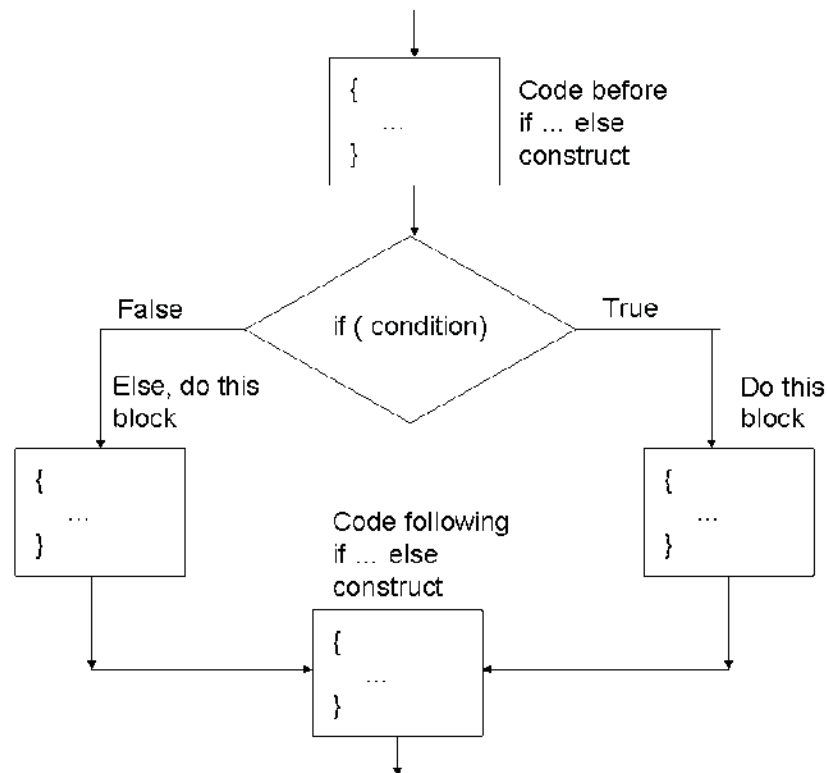 {
...
}
Code before
if ... else
construct
if ( condition)
False
True
Else, do this
block
Do this
block
{
...
}
{
...
}
Code following
if ... else
construct
{
...
}